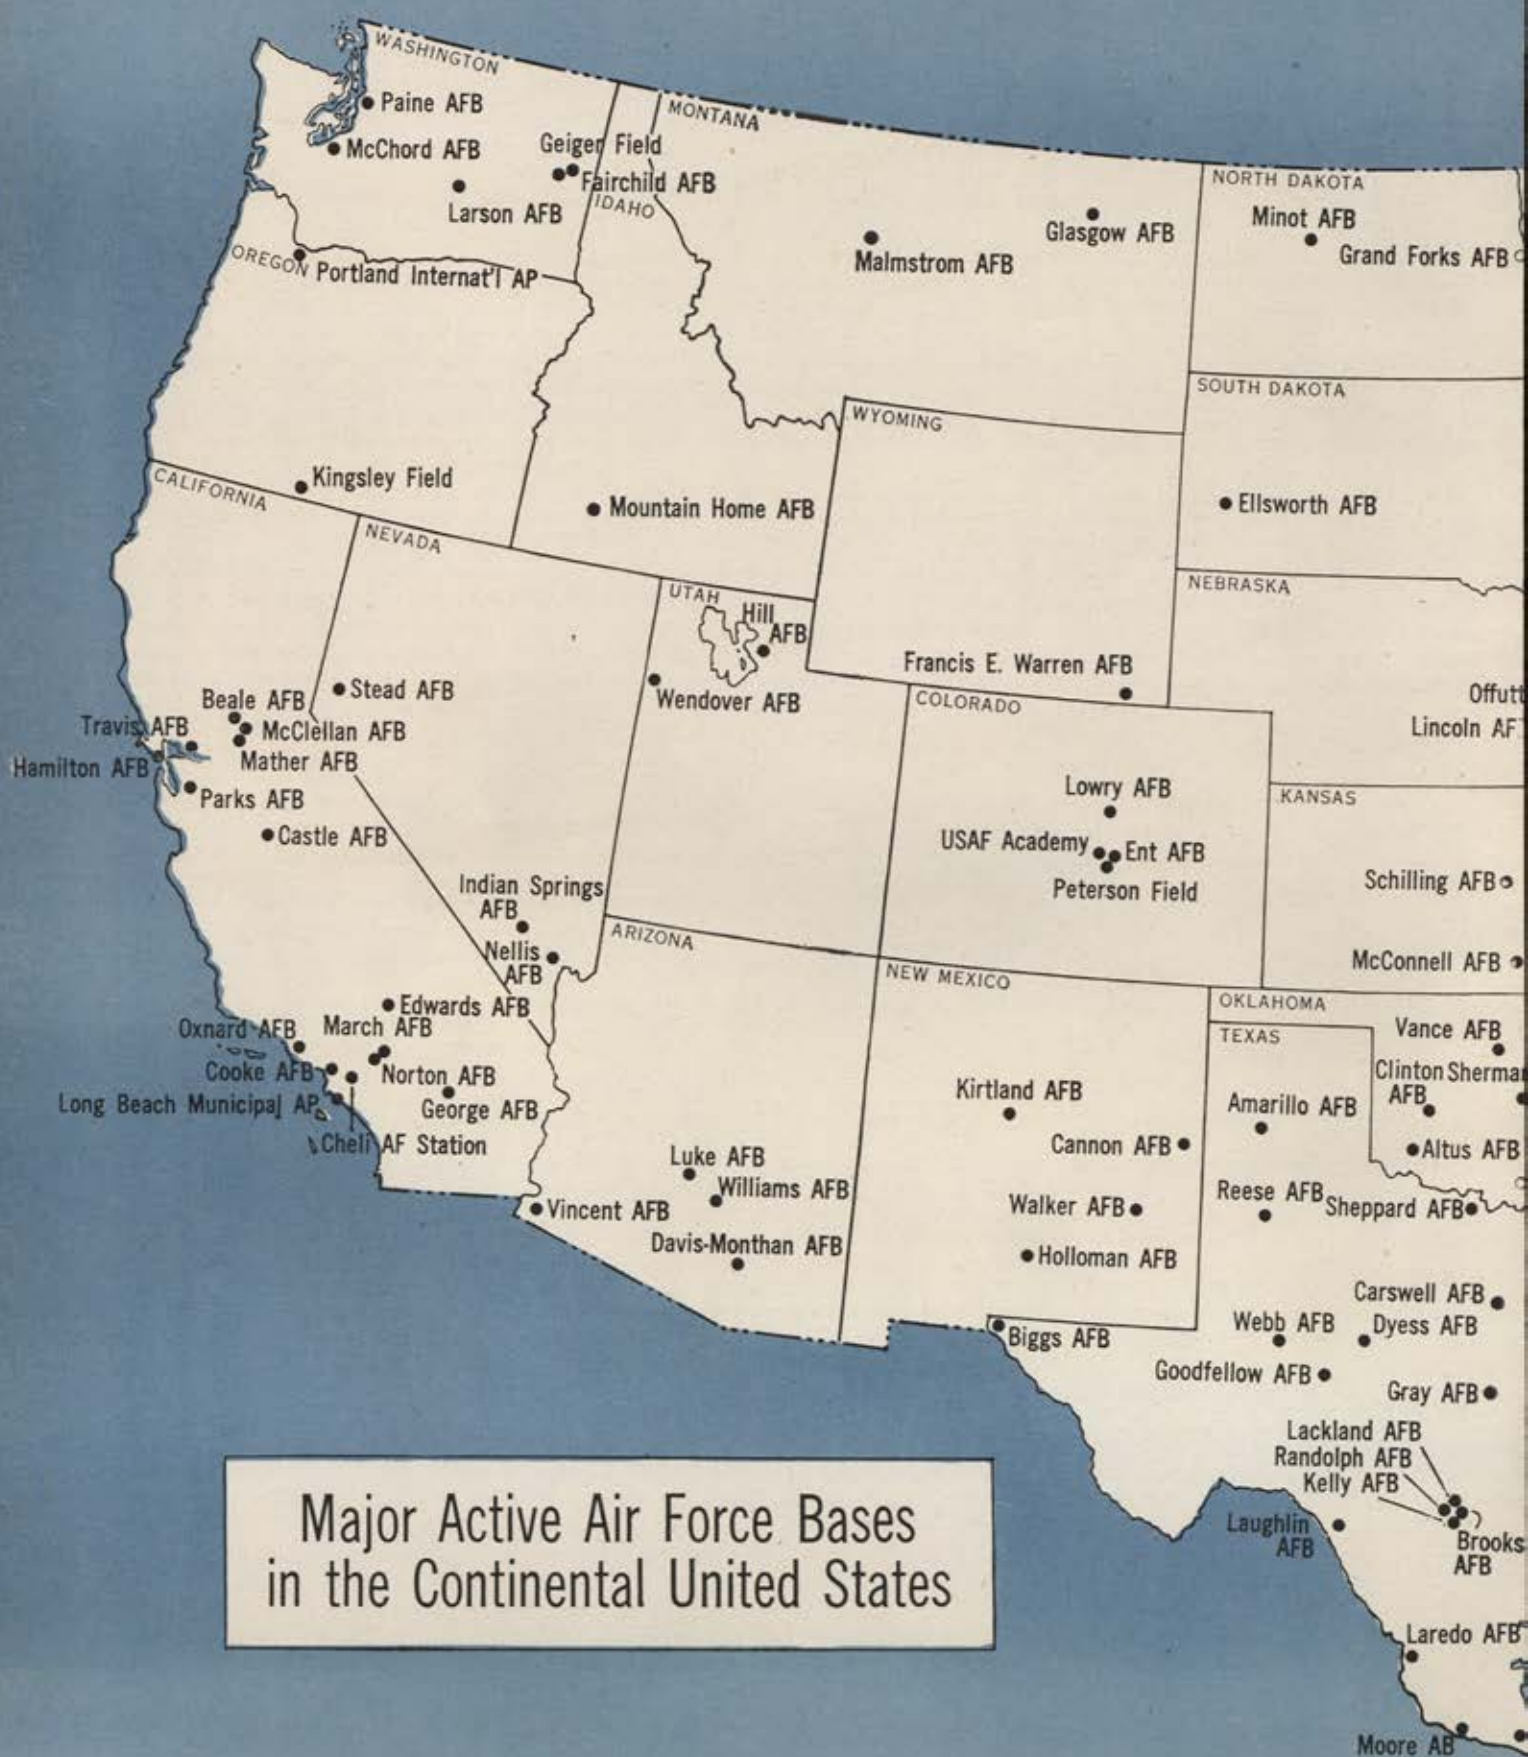 WASHINGTON
Paine AFB
McChord AFB
Geiger Field
Fairchild AFB
Larson AFB
IDAHO
MONTANA
Glasgow AFB
Malmstrom AFB
NORTH DAKOTA
Minot AFB
Grand Forks AFB
OREGON
Portland Internat'l AP
SOUTH DAKOTA
WYOMING
Kingsley Field
CALIFORNIA
Mountain Home AFB
Ellsworth AFB
NEVADA
UTAH
Hill
AFB
NEBRASKA
Francis E. Warren AFB
Wendover AFB
Stead AFB
Beale AFB
Travis AFB
McClellan AFB
Hamilton AFB
Mather AFB
Parks AFB
Castle AFB
COLORADO
Offutt
Lincoln AF
Lowry AFB
KANSAS
USAF Academy
Ent AFB
Peterson Field
Schilling AFB
Indian Springs
AFB
Nellis
AFB
ARIZONA
McConnell AFB
NEW MEXICO
OKLAHOMA
TEXAS
Vance AFB
Edwards AFB
Oxnard AFB
March AFB
Cooke AFB
Norton AFB
Long Beach Municipal AP
George AFB
Cheli AF Station
Kirtland AFB
Clinton Sherman
AFB
Amarillo AFB
Cannon AFB
Altus AFB
Luke AFB
Williams AFB
Vincent AFB
Davis-Monthan AFB
Walker AFB
Reese AFB
Sheppard AFB
Holloman AFB
Carswell AFB
Biggs AFB
Webb AFB
Dyess AFB
Goodfellow AFB
Gray AFB
Lackland AFB
Randolph AFB
Kelly AFB
Laughlin
AFB
Brooks
AFB
Laredo AFB
Moore AB
Major Active Air Force Bases
in the Continental United States